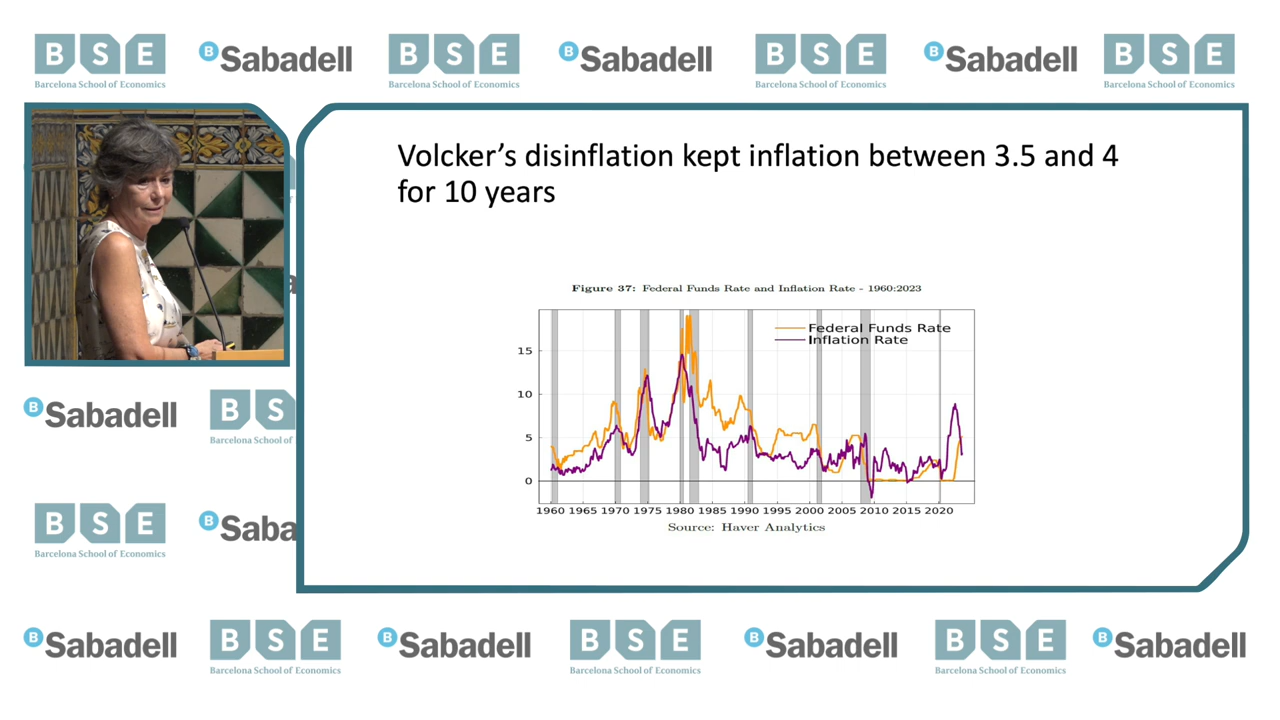 BSE
Barcelona School of Economics
B Sabadell
BSE
Barcelona School of Economics
B Sabadell
BSE
Barcelona School of Economics
B Sabadell
BSE
Barcelona School of Economics
Volcker’s disinflation kept inflation between 3.5 and 4
for 10 years
Figure 37: Federal Funds Rate and Inflation Rate - 1960:2023
Federal Funds Rate
Inflation Rate
15
10
5
0
1960 1965 1970 1975 1980 1985 1990 1995 2000 2005 2010 2015 2020
Source: Haver Analytics
B Sabadell
BS
Barcelona School of
BSE
Barcelona School of Economics
B Saba
B Sabadell
BSE
Barcelona School of Economics
B Sabadell
BSE
Barcelona School of Economics
B Sabadell
BSE
Barcelona School of Economics
B Sabadell